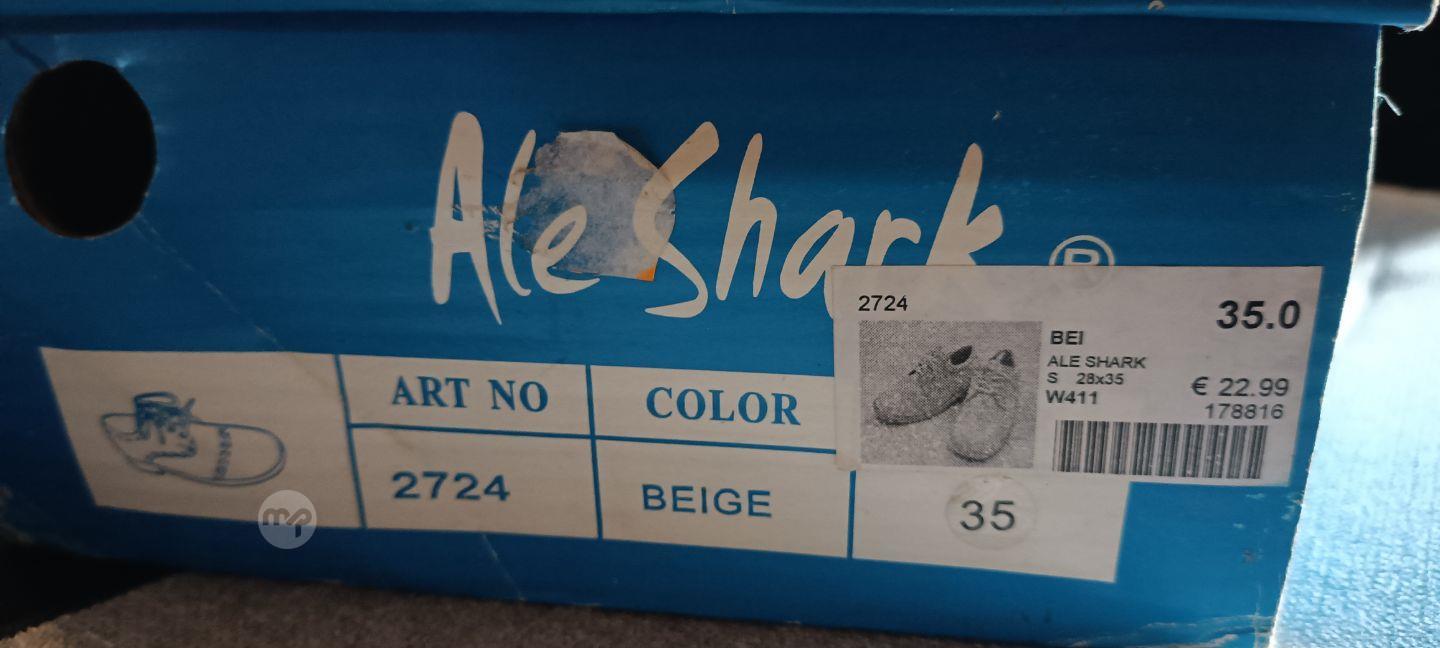 Ale Shark ®
2724
35.0
BEI
ALE SHARK
S 28x35
€ 22.99
W411
178816
ART NO
COLOR
2724
BEIGE
35
mp